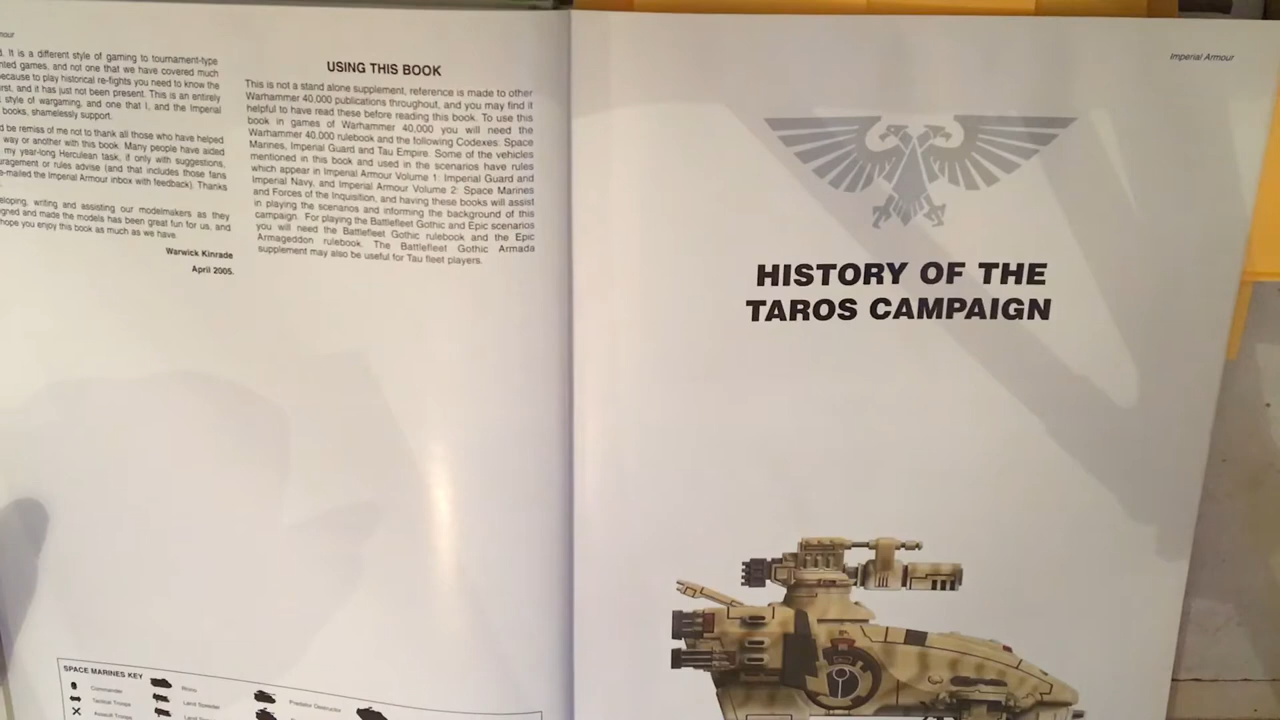 d. It is a different style of gaming to tournament-type
games, and not one that we have covered much
because to play historical re-fights you need to know the
and it has just not been present. This is an entirely
style of wargaming, and one that I, and the Imperial
books, shamelessly support.
be remiss of me not to thank all those who have helped
way or another with this book. Many people have aided
my year-long Herculean task, if only with suggestions,
or rules advise (and that includes those fans
e-mailed the Imperial Armour inbox with feedback). Thanks
writing and assisting our modelmakers as they
and made the models has been great fun for us, and
hope you enjoy this book as much as we have.
Warwick Kinrade
April 2005.
USING THIS BOOK
This is not a stand alone supplement, reference is made to other
Warhammer 40,000 publications throughout, and you may find it
helpful to have read these before reading this book. To use this
book in games of Warhammer 40,000 you will need the
Warhammer 40,000 rulebook and the following Codexes: Space
Marines, Imperial Guard and Tau Empire. Some of the vehicles
mentioned in this book and used in the scenarios have rules
which appear in Imperial Armour Volume 1: Imperial Guard and
Imperial Navy, and Imperial Armour Volume 2: Space Marines
and Forces of the Inquisition, and having these books will assist
in playing the scenarios and informing the background of this
campaign. For playing the Battlefleet Gothic and Epic scenarios
you will need the Battlefleet Gothic rulebook and the Epic
Armageddon rulebook. The Battlefleet Gothic Armada
supplement may also be useful for Tau fleet players.
SPACE MARINES KEY
Commander
Tactical Troops
Assault Troops
Rhino
Land Speeder
Predator Destructor
Imperial Armour
HISTORY OF THE
TAROS CAMPAIGN